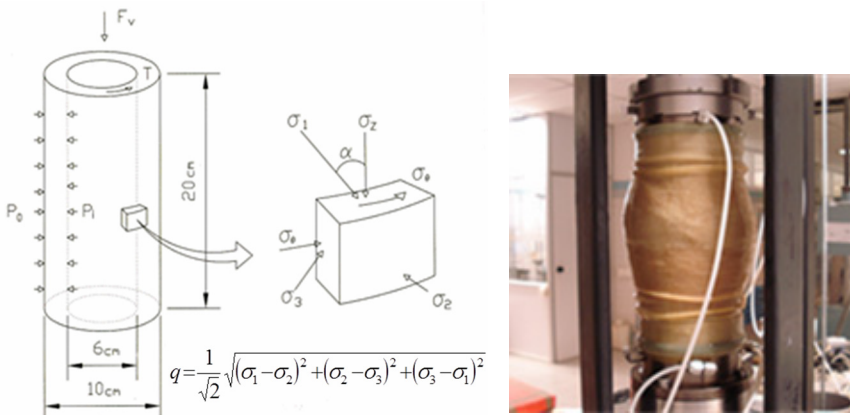 Fv
T
Po
Pi
20cm
6cm
10cm
σ1
α
σz
σθ
σθ
σ3
σ2
q=1/√2 √((σ1−σ2)²+(σ2−σ3)²+(σ3−σ1)²)